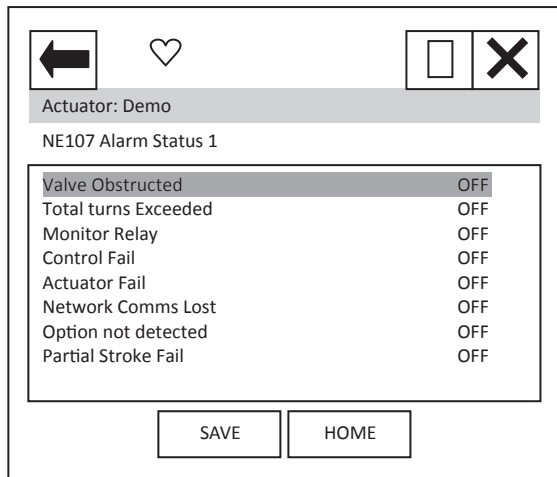 Actuator: Demo
NE107 Alarm Status 1
Valve Obstructed OFF
Total turns Exceeded OFF
Monitor Relay OFF
Control Fail OFF
Actuator Fail OFF
Network Comms Lost OFF
Option not detected OFF
Partial Stroke Fail OFF
SAVE HOME